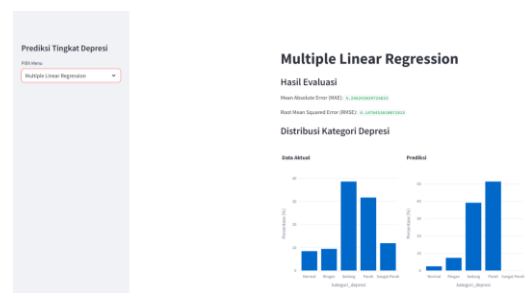 Prediksi Tingkat Depresi
Pilih Menu
Multiple Linear Regression
Multiple Linear Regression
Hasil Evaluasi
Mean Absolute Error (MAE):
Root Mean Squared Error (RMSE):
Distribusi Kategori Depresi
Data Aktual
Prediksi
Persentase (%)
Normal Ringan Sedang Parah Sangat Parah
kategori_depresi
Persentase (%)
Normal Ringan Sedang Parah Sangat Parah
kategori_depresi